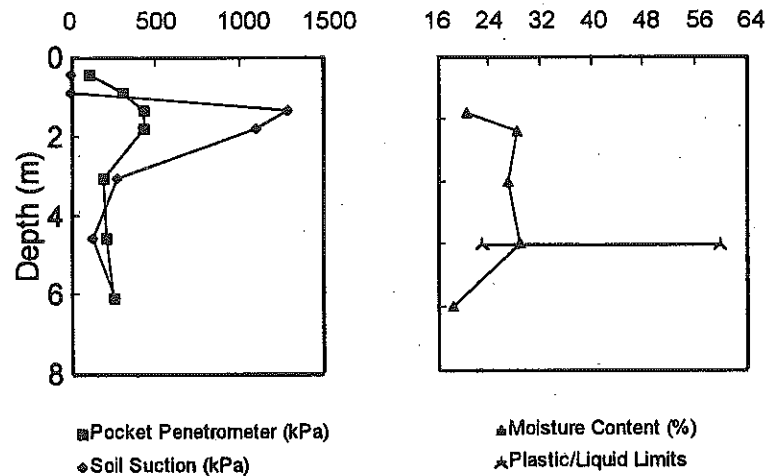 0 500 1000 1500
16 24 32 40 48 56 64
0
2
4
6
8
Depth (m)
Pocket Penetrometer (kPa)
Soil Suction (kPa)
Moisture Content (%)
Plastic/Liquid Limits